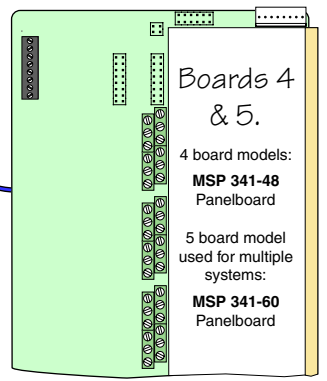 Boards 4
& 5.
4 board models:
MSP 341-48
Panelboard
5 board model
used for multiple
systems:
MSP 341-60
Panelboard